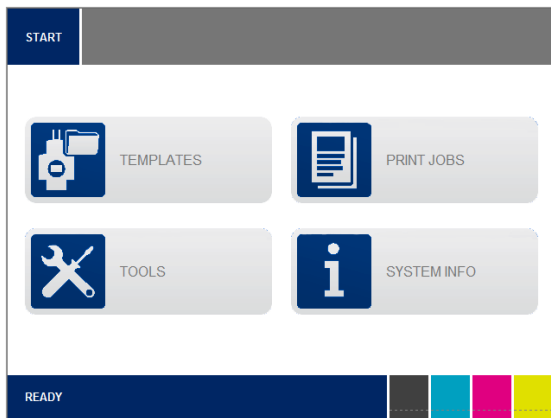 START
TEMPLATES
PRINT JOBS
TOOLS
SYSTEM INFO
READY